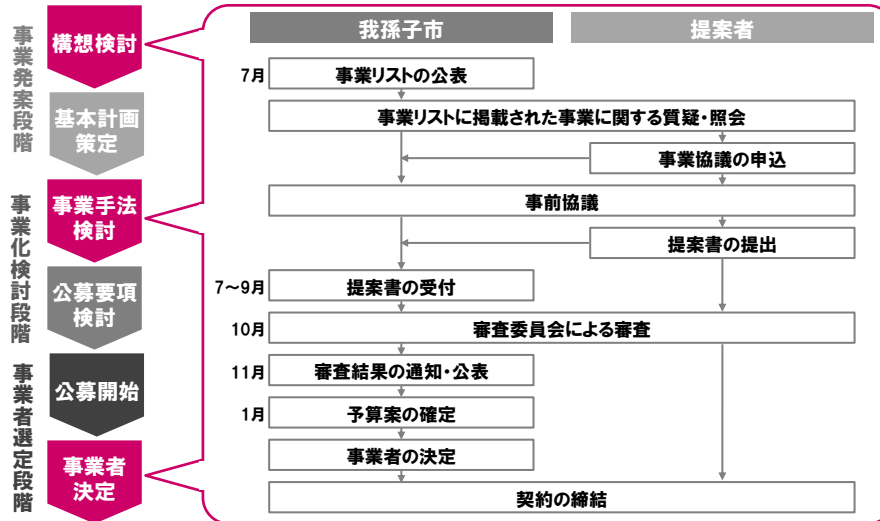 事業発案段階
構想検討
基本計画
策定
事業化検討段階
事業手法
検討
公募要項
検討
事業者選定段階
公募開始
事業者
決定
我孫子市
提案者
7月
事業リストの公表
事業リストに掲載された事業に関する質疑・照会
事業協議の申込
事前協議
提案書の提出
7～9月
提案書の受付
10月
審査委員会による審査
11月
審査結果の通知・公表
1月
予算案の確定
事業者の決定
契約の締結